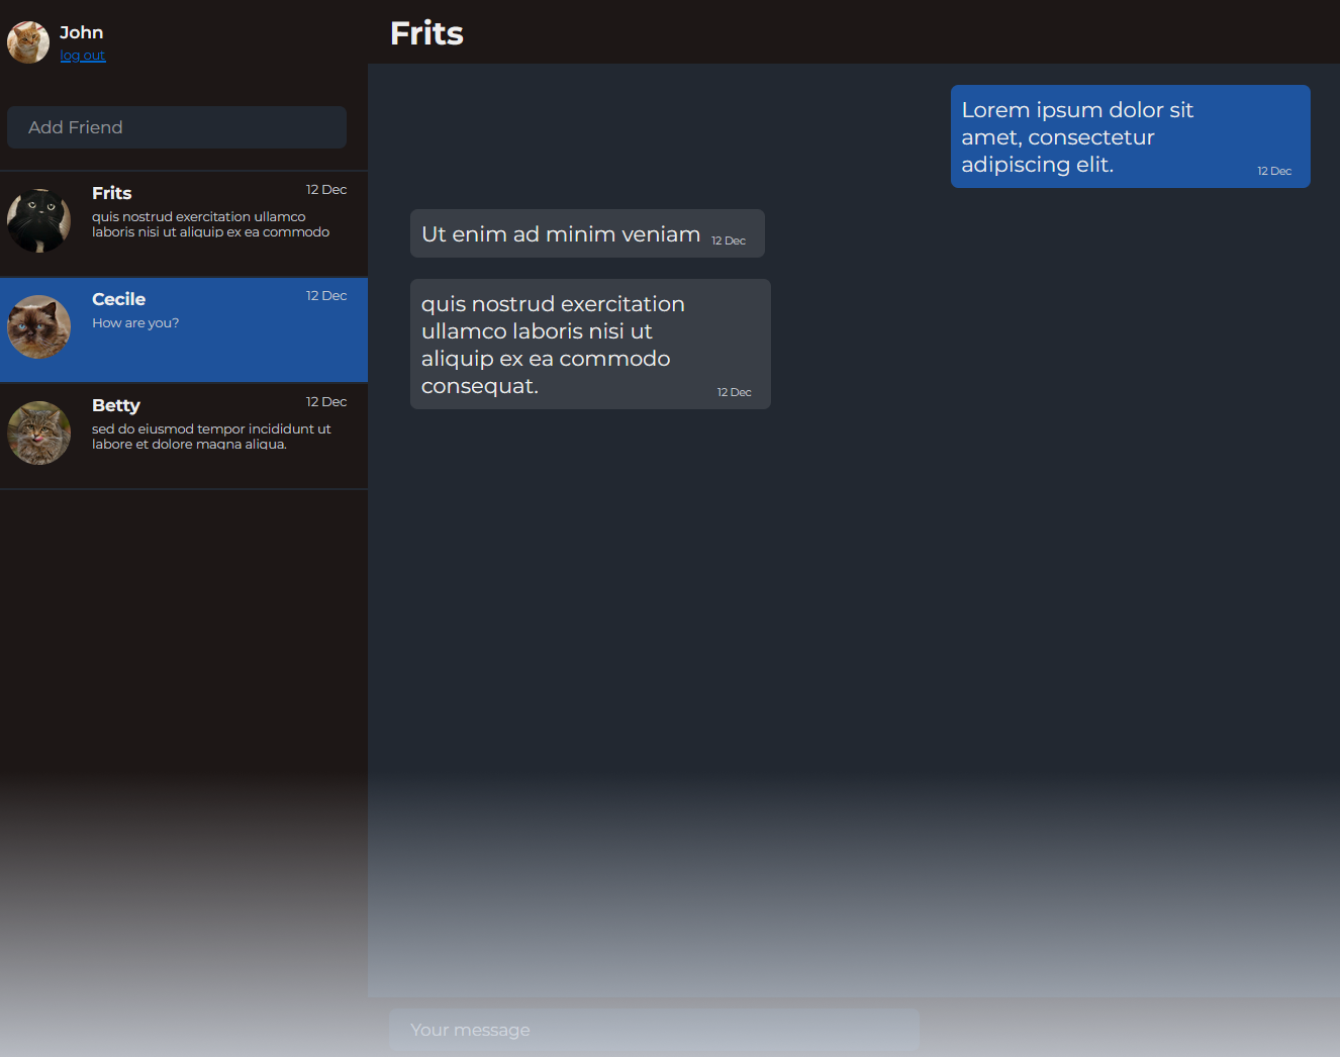 John
log out
Add Friend
Frits
12 Dec
quis nostrud exercitation ullamco
laboris nisi ut aliquip ex ea commodo
Cecile
12 Dec
How are you?
Betty
12 Dec
sed do eiusmod tempor incididunt ut
labore et dolore magna aliqua.
Frits
Lorem ipsum dolor sit
amet, consectetur
adipiscing elit.
12 Dec
Ut enim ad minim veniam
12 Dec
quis nostrud exercitation
ullamco laboris nisi ut
aliquip ex ea commodo
consequat.
12 Dec
Your message